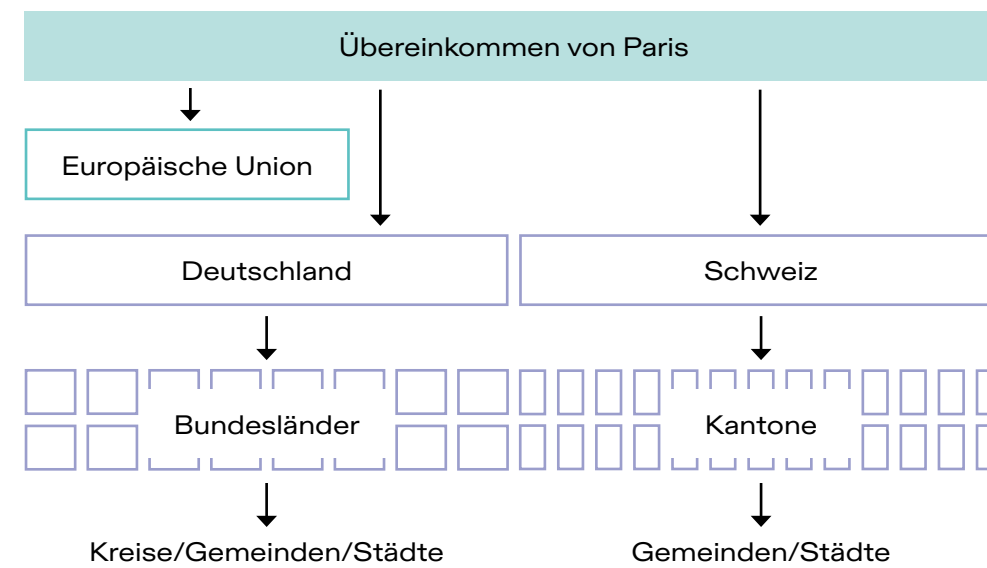 Übereinkommen von Paris
Europäische Union
Deutschland
Schweiz
Bundesländer
Kantone
Kreise/Gemeinden/Städte
Gemeinden/Städte